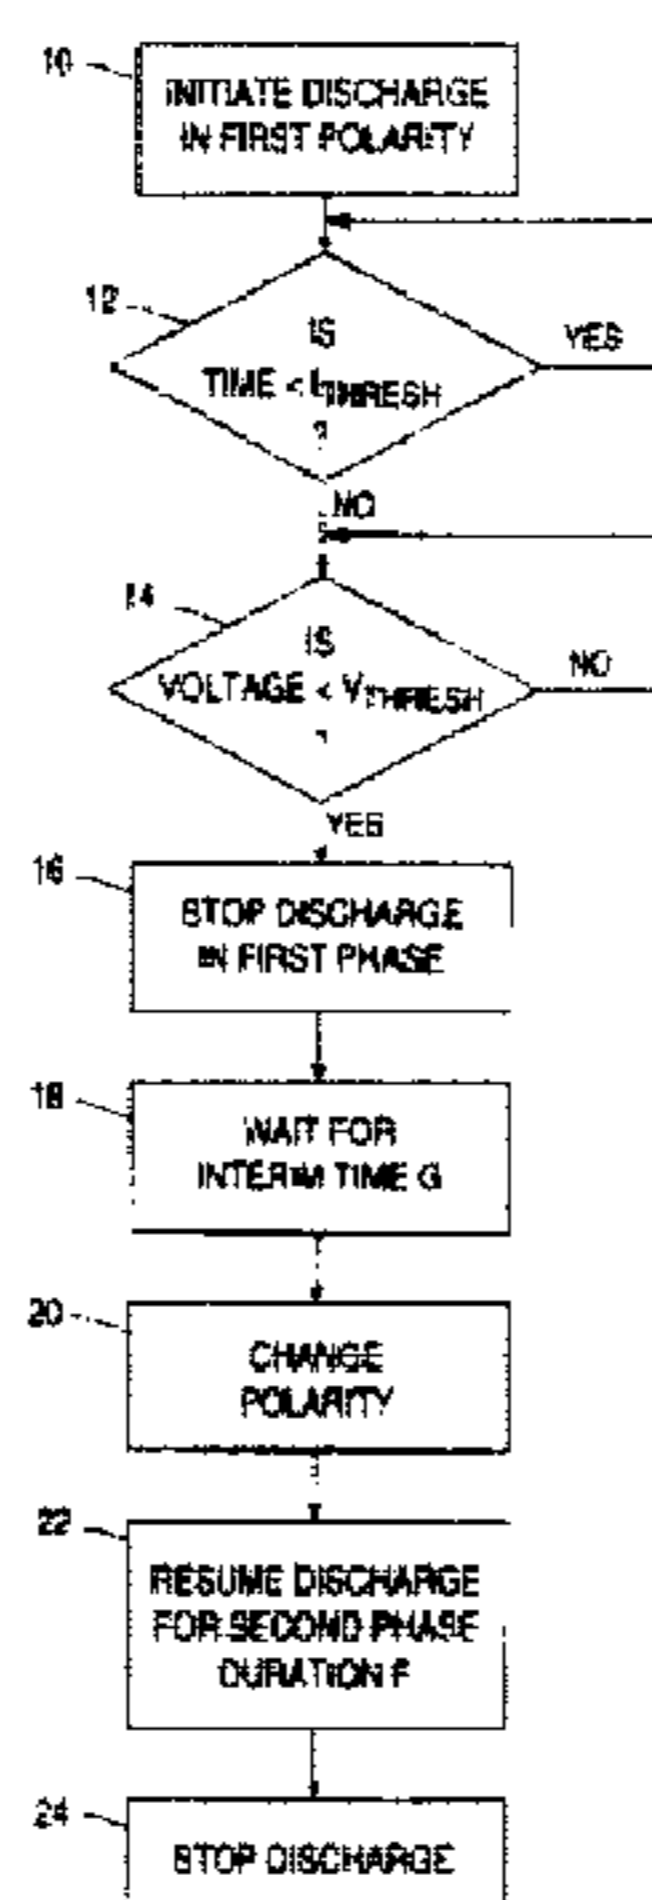 10
INITIATE DISCHARGE
IN FIRST POLARITY
12
IS
TIME < tTHRESH
?
YES
NO
14
IS
VOLTAGE < VTHRESH
?
NO
YES
16
STOP DISCHARGE
IN FIRST PHASE
18
WAIT FOR
INTERIM TIME G
20
CHANGE
POLARITY
22
RESUME DISCHARGE
FOR SECOND PHASE
DURATION F
24
STOP DISCHARGE